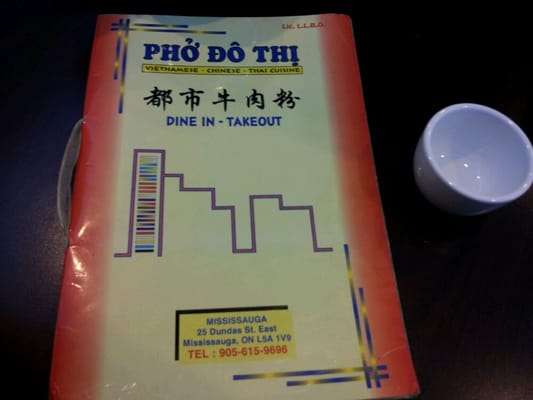 Lic. L.L.B.O.
PHỞ ĐÔ THỊ
VIETNAMESE - CHINESE - THAI CUISINE
都市牛肉粉
DINE IN - TAKEOUT
MISSISSAUGA
25 Dundas St. East
Mississauga, ON L5A 1V9
TEL : 905-615-9696